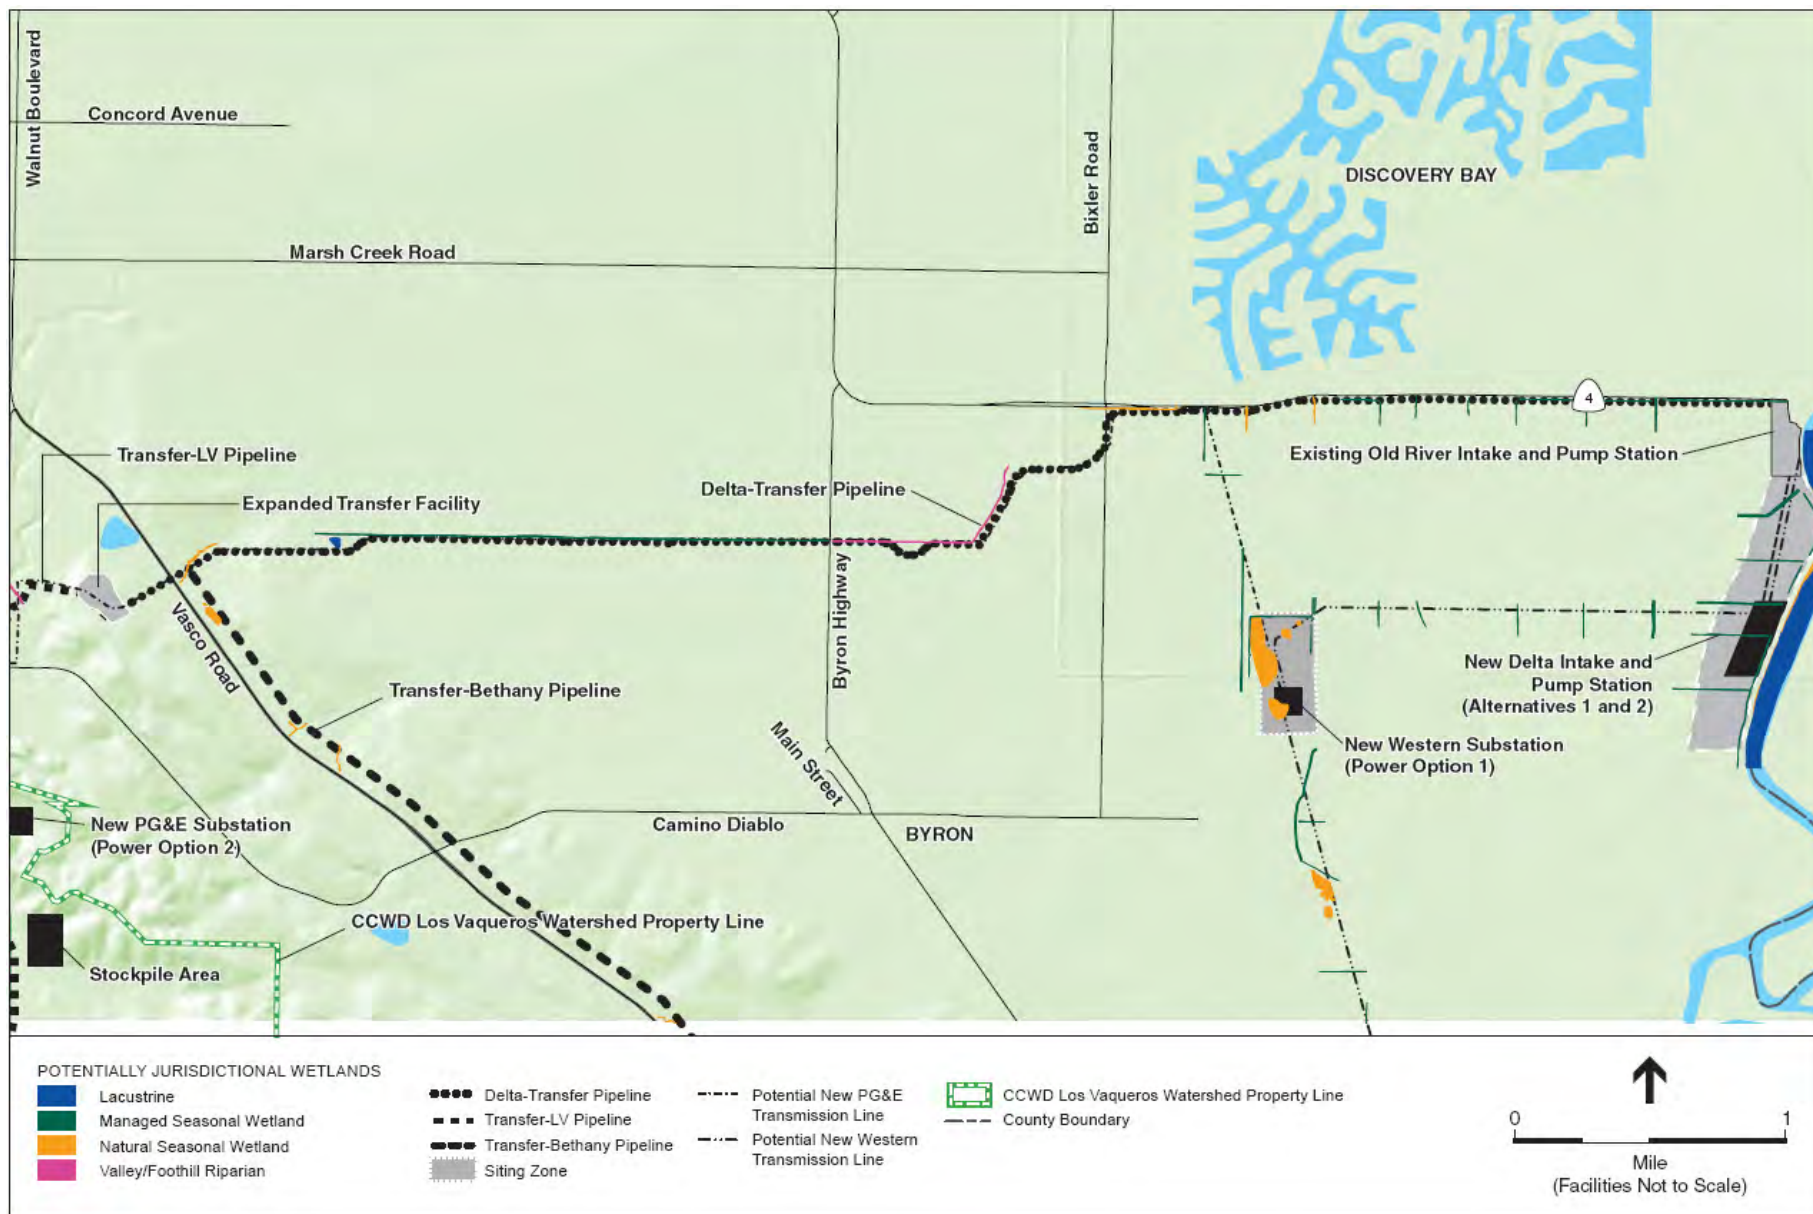 Walnut Boulevard
Concord Avenue
Marsh Creek Road
Bixler Road
DISCOVERY BAY
4
Transfer-LV Pipeline
Expanded Transfer Facility
Delta-Transfer Pipeline
Existing Old River Intake and Pump Station
Vasco Road
Byron Highway
Transfer-Bethany Pipeline
New Delta Intake and
Pump Station
(Alternatives 1 and 2)
New Western Substation
(Power Option 1)
Main Street
New PG&E Substation
(Power Option 2)
Camino Diablo
BYRON
CCWD Los Vaqueros Watershed Property Line
Stockpile Area
POTENTIALLY JURISDICTIONAL WETLANDS
Lacustrine
Managed Seasonal Wetland
Natural Seasonal Wetland
Valley/Foothill Riparian
Delta-Transfer Pipeline
Transfer-LV Pipeline
Transfer-Bethany Pipeline
Siting Zone
Potential New PG&E
Transmission Line
Potential New Western
Transmission Line
CCWD Los Vaqueros Watershed Property Line
County Boundary
0 1
Mile
(Facilities Not to Scale)